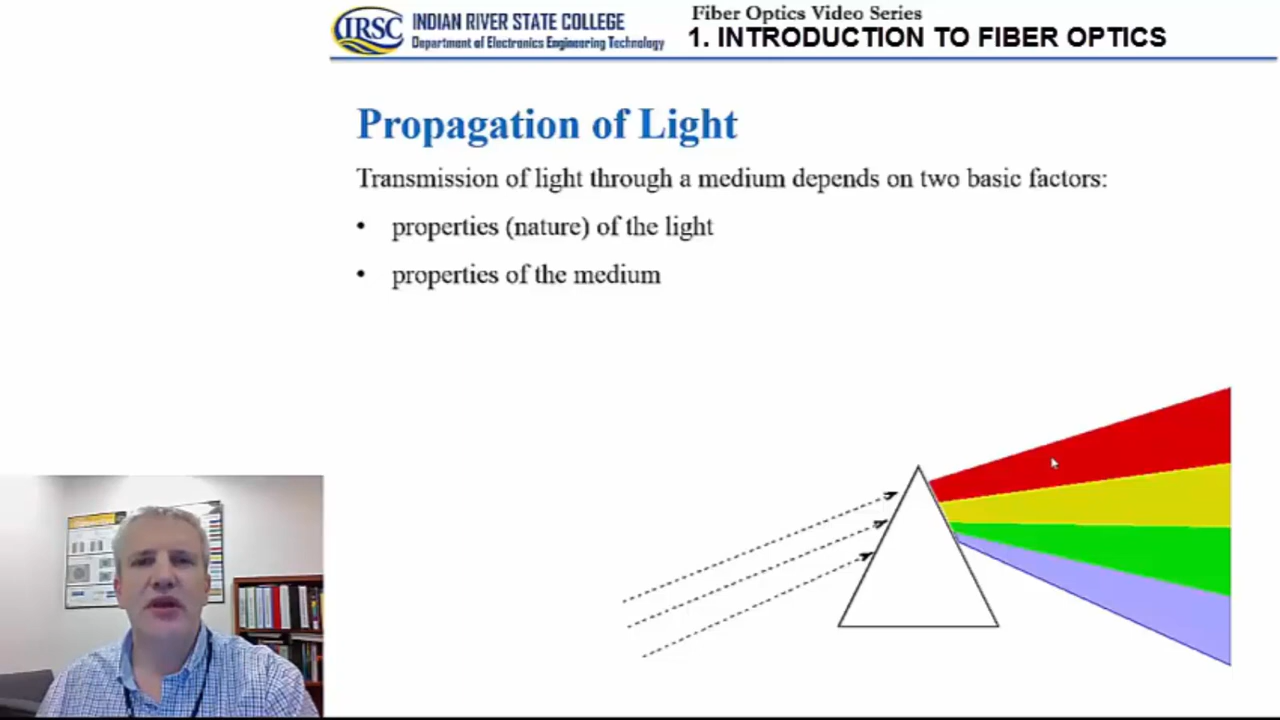 IRSC
INDIAN RIVER STATE COLLEGE
Department of Electronics Engineering Technology
Fiber Optics Video Series
1. INTRODUCTION TO FIBER OPTICS
Propagation of Light
Transmission of light through a medium depends on two basic factors:
• properties (nature) of the light
• properties of the medium